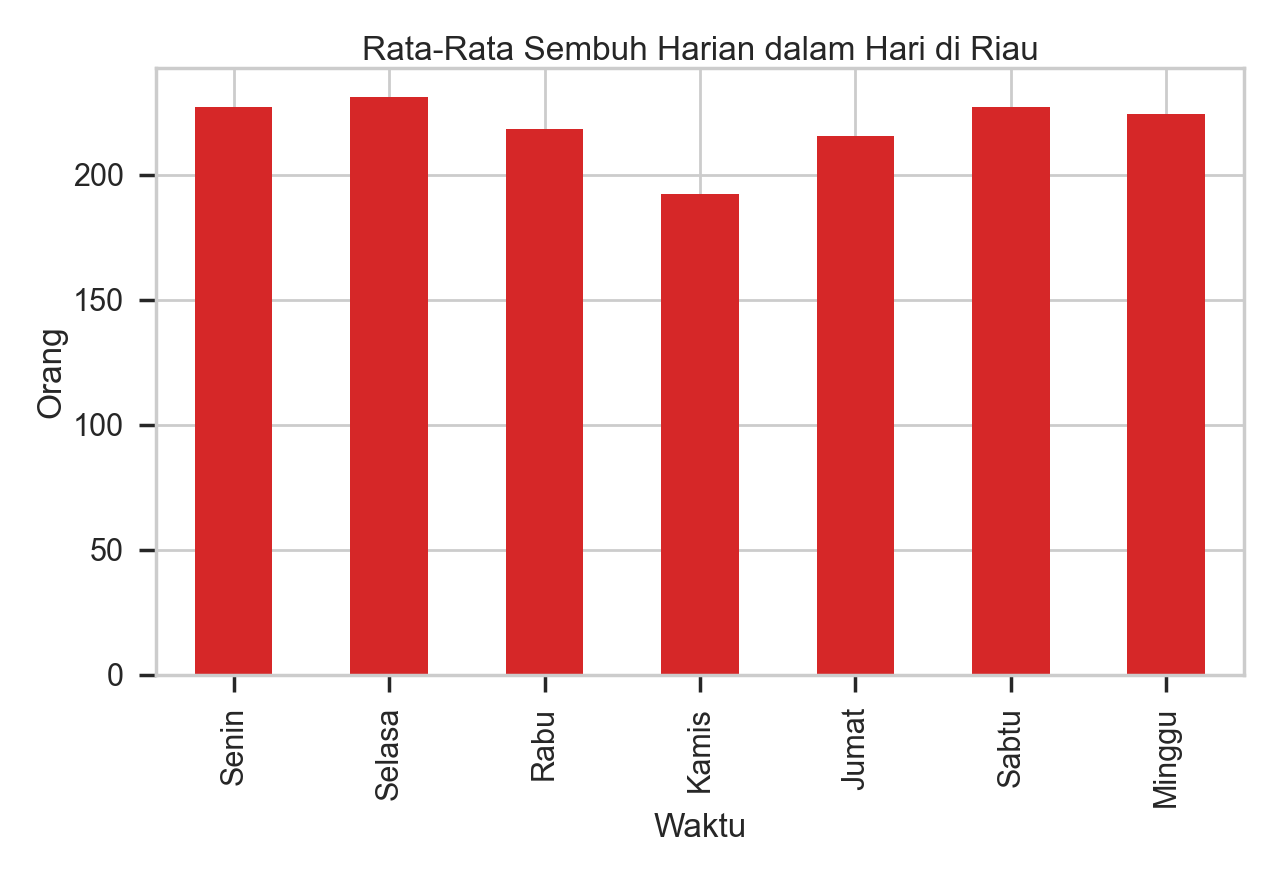 Rata-Rata Sembuh Harian dalam Hari di Riau
Orang
200
150
100
50
0
Senin
Selasa
Rabu
Kamis
Jumat
Sabtu
Minggu
Waktu